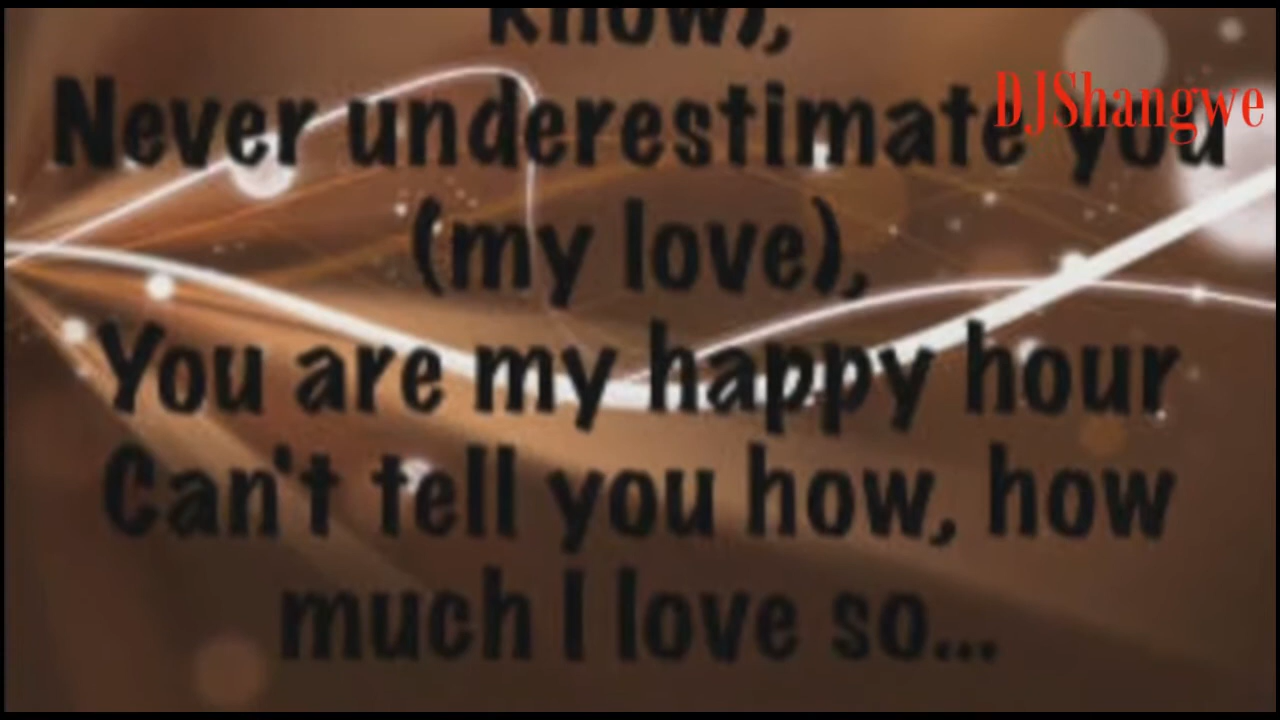 know),
DJShangwe
Never underestimate you
(my love),
You are my happy hour
Can't tell you how, how
much I love so...